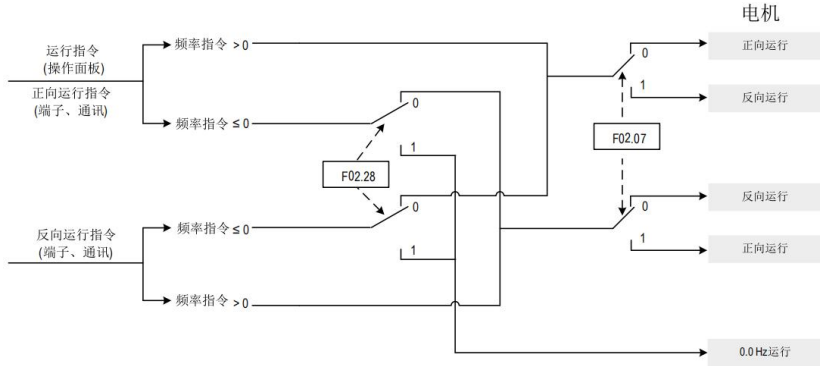 电机
运行指令
(操作面板)
正向运行指令
(端子、通讯)
频率指令 > 0
0
正向运行
1
反向运行
频率指令 ≤ 0
0
1
F02.07
F02.28
反向运行指令
(端子、通讯)
频率指令 ≤ 0
0
1
0
反向运行
1
正向运行
频率指令 > 0
0.0 Hz运行